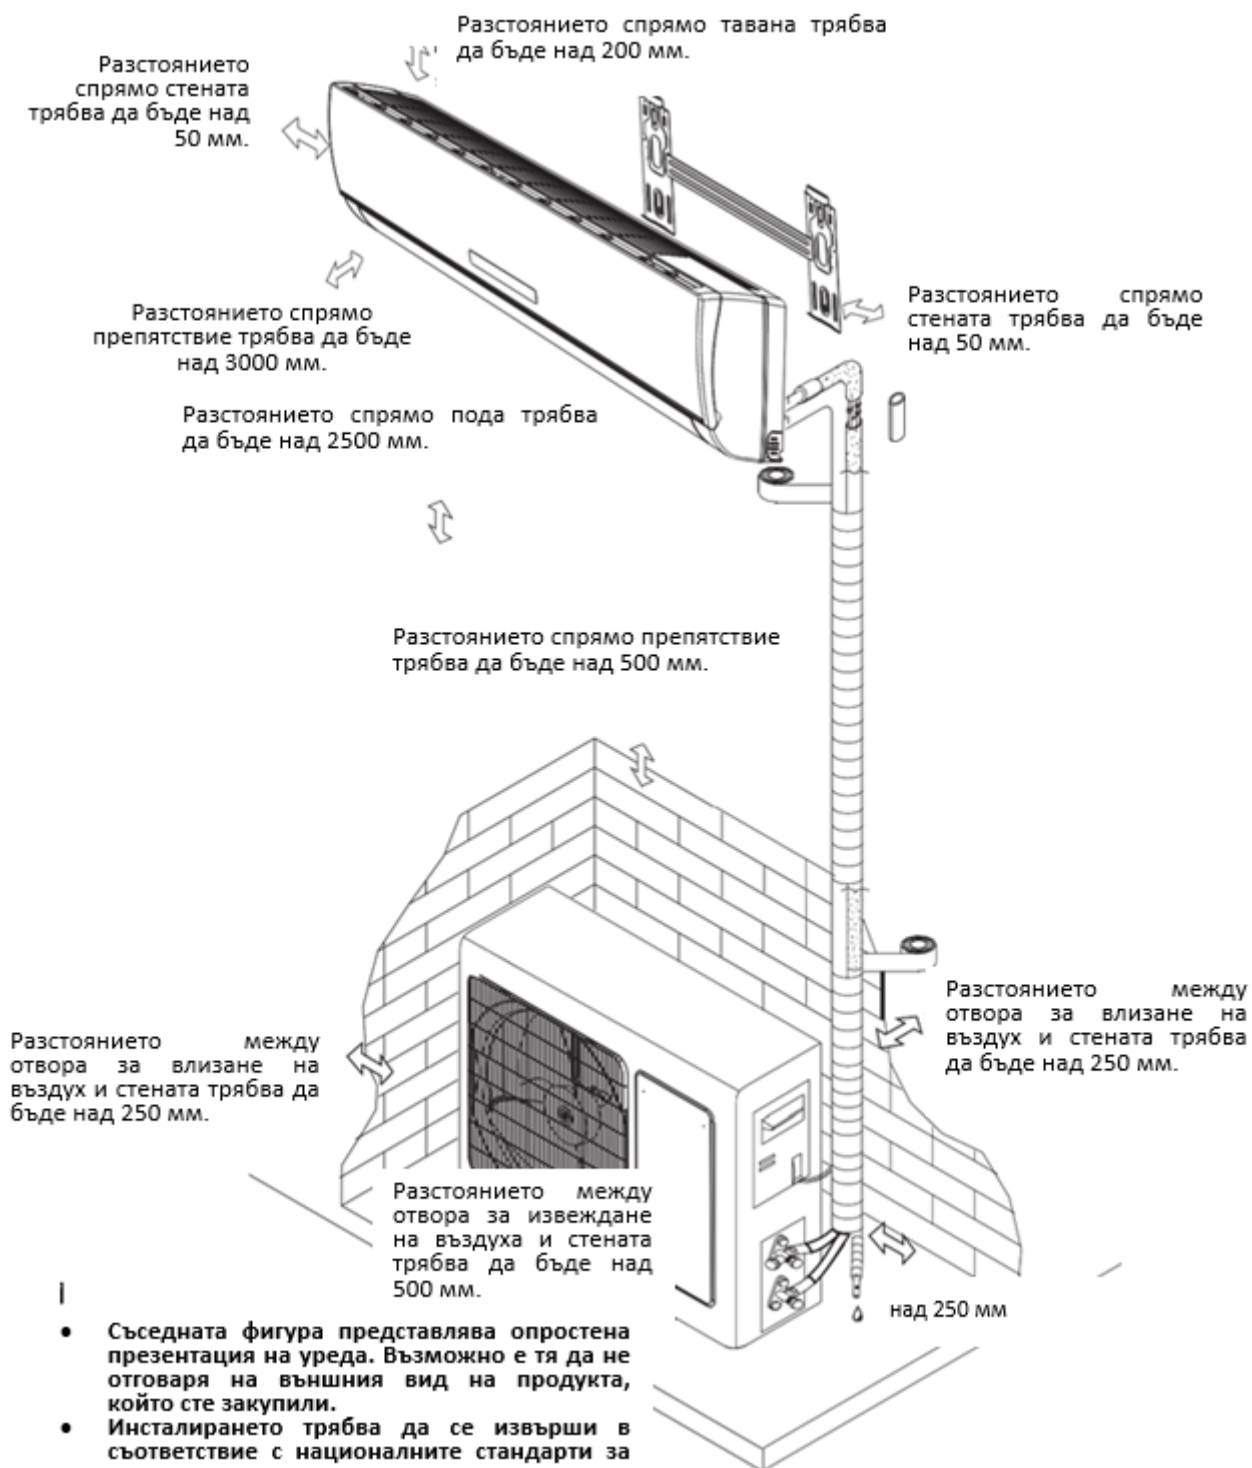 Разстоянието спрямо тавана трябва
да бъде над 200 мм.
Разстоянието
спрямо стената
трябва да бъде над
50 мм.
Разстоянието спрямо
стената трябва да бъде
над 50 мм.
Разстоянието спрямо
препятствие трябва да бъде
над 3000 мм.
Разстоянието спрямо пода трябва
да бъде над 2500 мм.
Разстоянието спрямо препятствие
трябва да бъде над 500 мм.
Разстоянието между
отвора за влизане на
въздух и стената трябва
да бъде над 250 мм.
Разстоянието между
отвора за влизане на
въздух и стената трябва да
бъде над 250 мм.
Разстоянието между
отвора за извеждане
на въздуха и стената
трябва да бъде над
500 мм.
над 250 мм
• Съседната фигура представлява опростена
презентация на уреда. Възможно е тя да не
отговаря на външния вид на продукта,
който сте закупили.
• Инсталирането трябва да се извърши в
съответствие с националните стандарти за